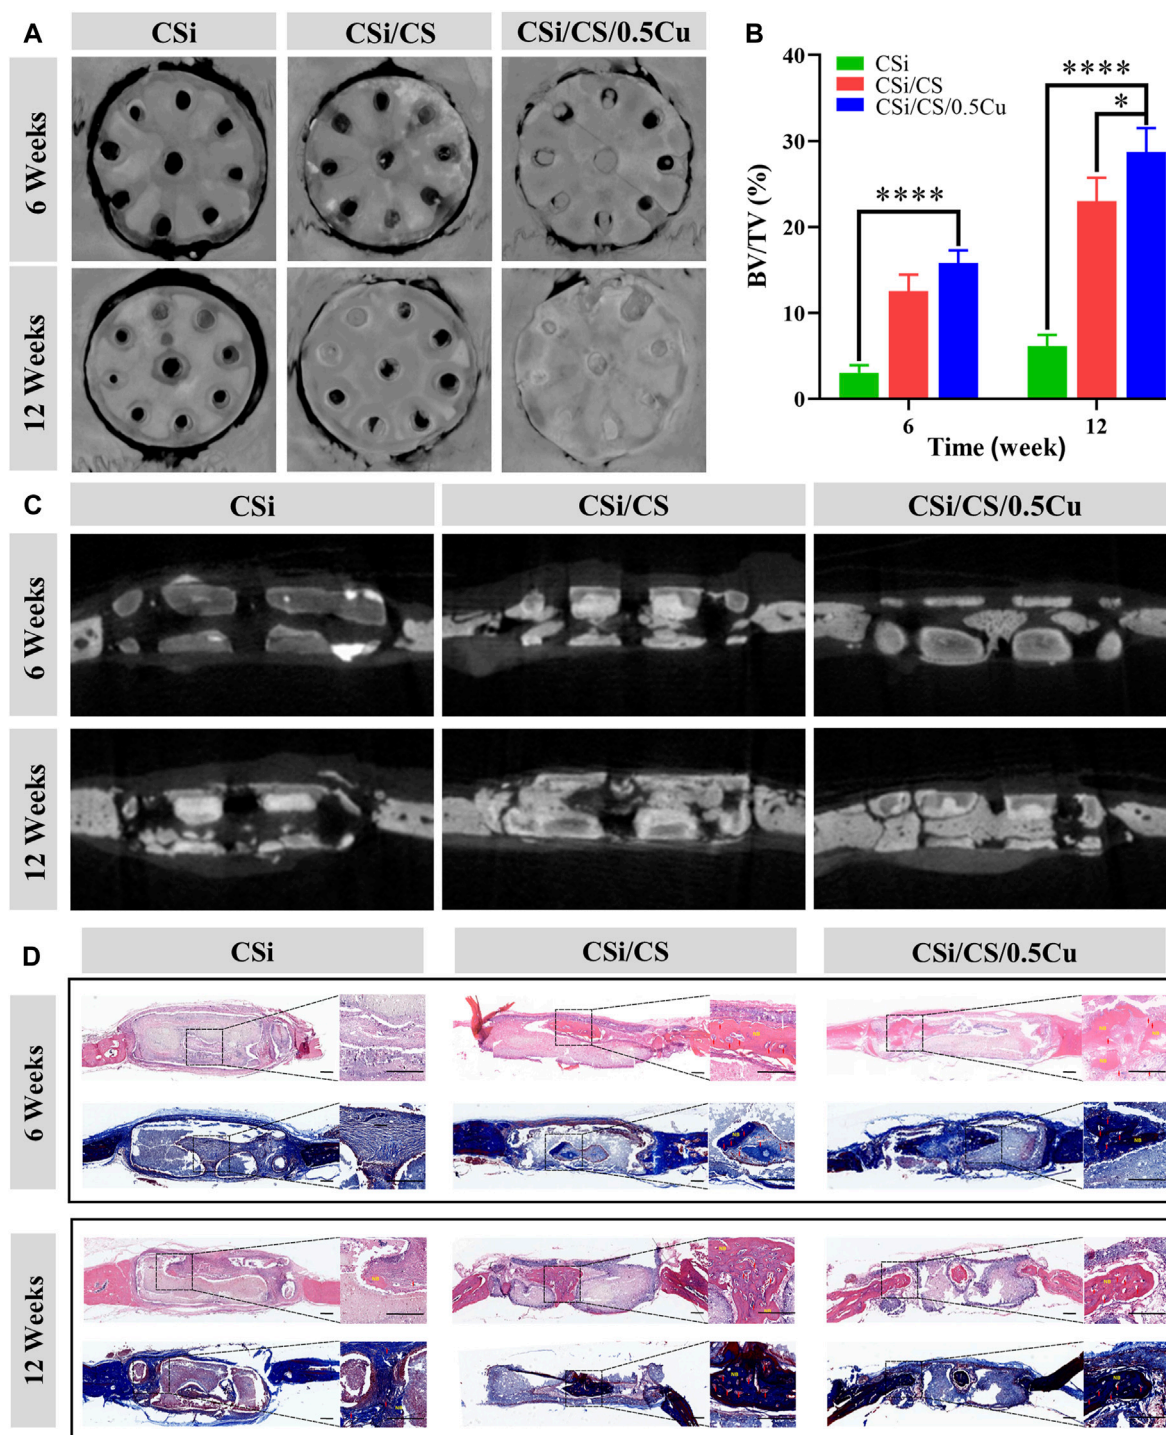 A
CSi
CSi/CS
CSi/CS/0.5Cu
6 Weeks
12 Weeks
B
40
30
20
10
0
BV/TV (%)
CSi
CSi/CS
CSi/CS/0.5Cu
****
****
*
6
12
Time (week)
C
CSi
CSi/CS
CSi/CS/0.5Cu
6 Weeks
12 Weeks
D
CSi
CSi/CS
CSi/CS/0.5Cu
6 Weeks
12 Weeks